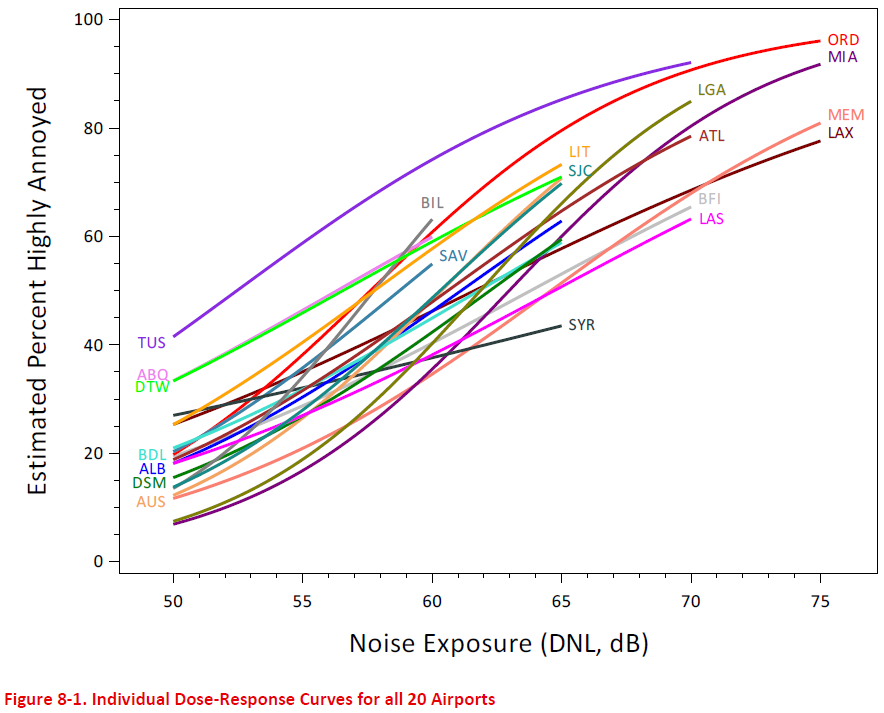 Estimated Percent Highly Annoyed
100
80
60
40
20
0
ORD
MIA
LGA
MEM
ATL
LAX
LIT
SJC
BIL
BFI
LAS
SAV
SYR
TUS
ABQ
DTW
BDL
ALB
DSM
AUS
50 55 60 65 70 75
Noise Exposure (DNL, dB)
Figure 8-1. Individual Dose-Response Curves for all 20 Airports